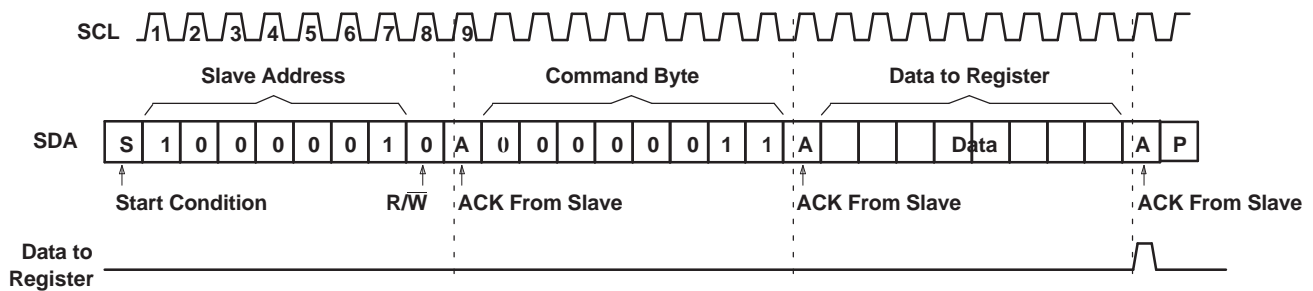 SCL 1 2 3 4 5 6 7 8 9
Slave Address Command Byte Data to Register
SDA S 1 0 0 0 0 0 1 0 A 0 0 0 0 0 0 1 1 A Data A P
Start Condition R/W̅ ACK From Slave ACK From Slave ACK From Slave
Data to
Register